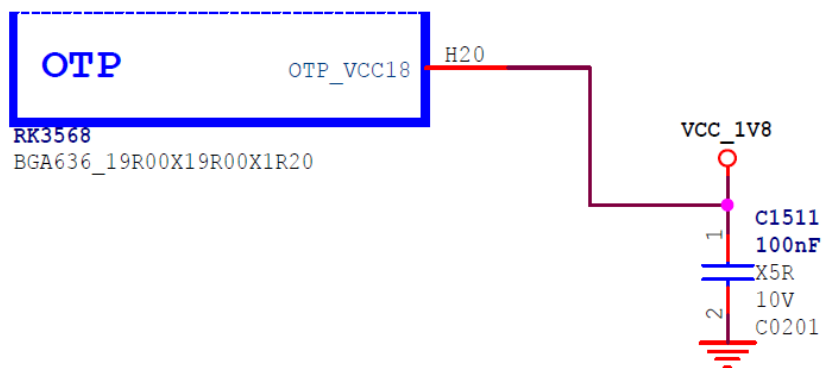 OTP
OTP_VCC18
H20
RK3568
BGA636_19R00X19R00X1R20
VCC_1V8
1
C1511
100nF
X5R
10V
2
C0201